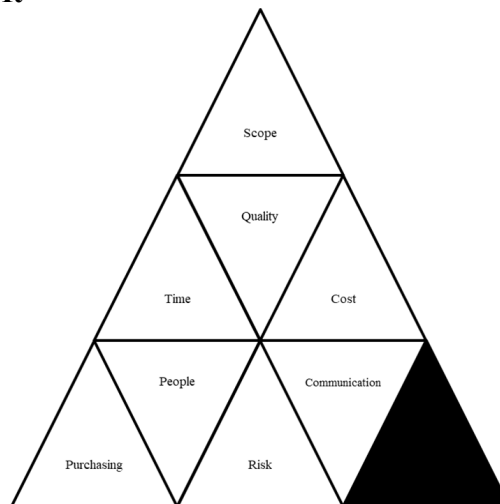 Scope
Quality
Time
Cost
People
Communication
Purchasing
Risk